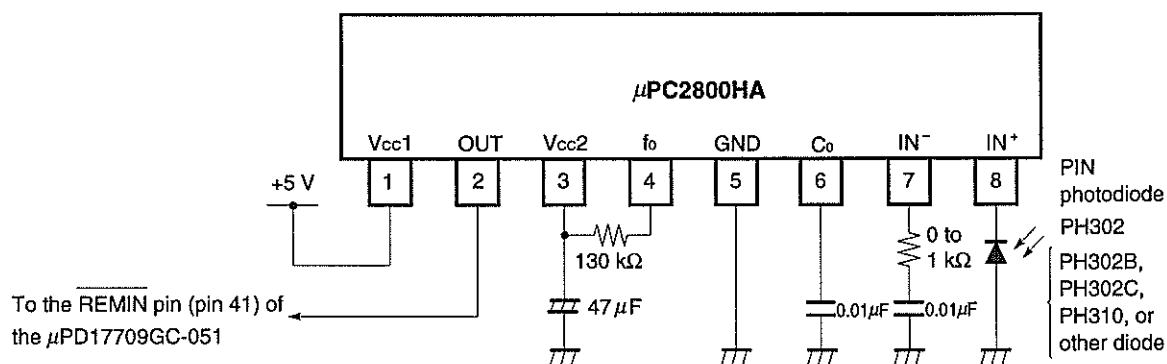 μPC2800HA
Vcc1 OUT Vcc2 f₀ GND C₀ IN⁻ IN⁺
1 2 3 4 5 6 7 8
+5 V
PIN
photodiode
PH302
PH302B,
PH302C,
PH310, or
other diode
130 kΩ
0 to
1 kΩ
47 μF
0.01μF
0.01μF
To the REMIN pin (pin 41) of
the μPD17709GC-051